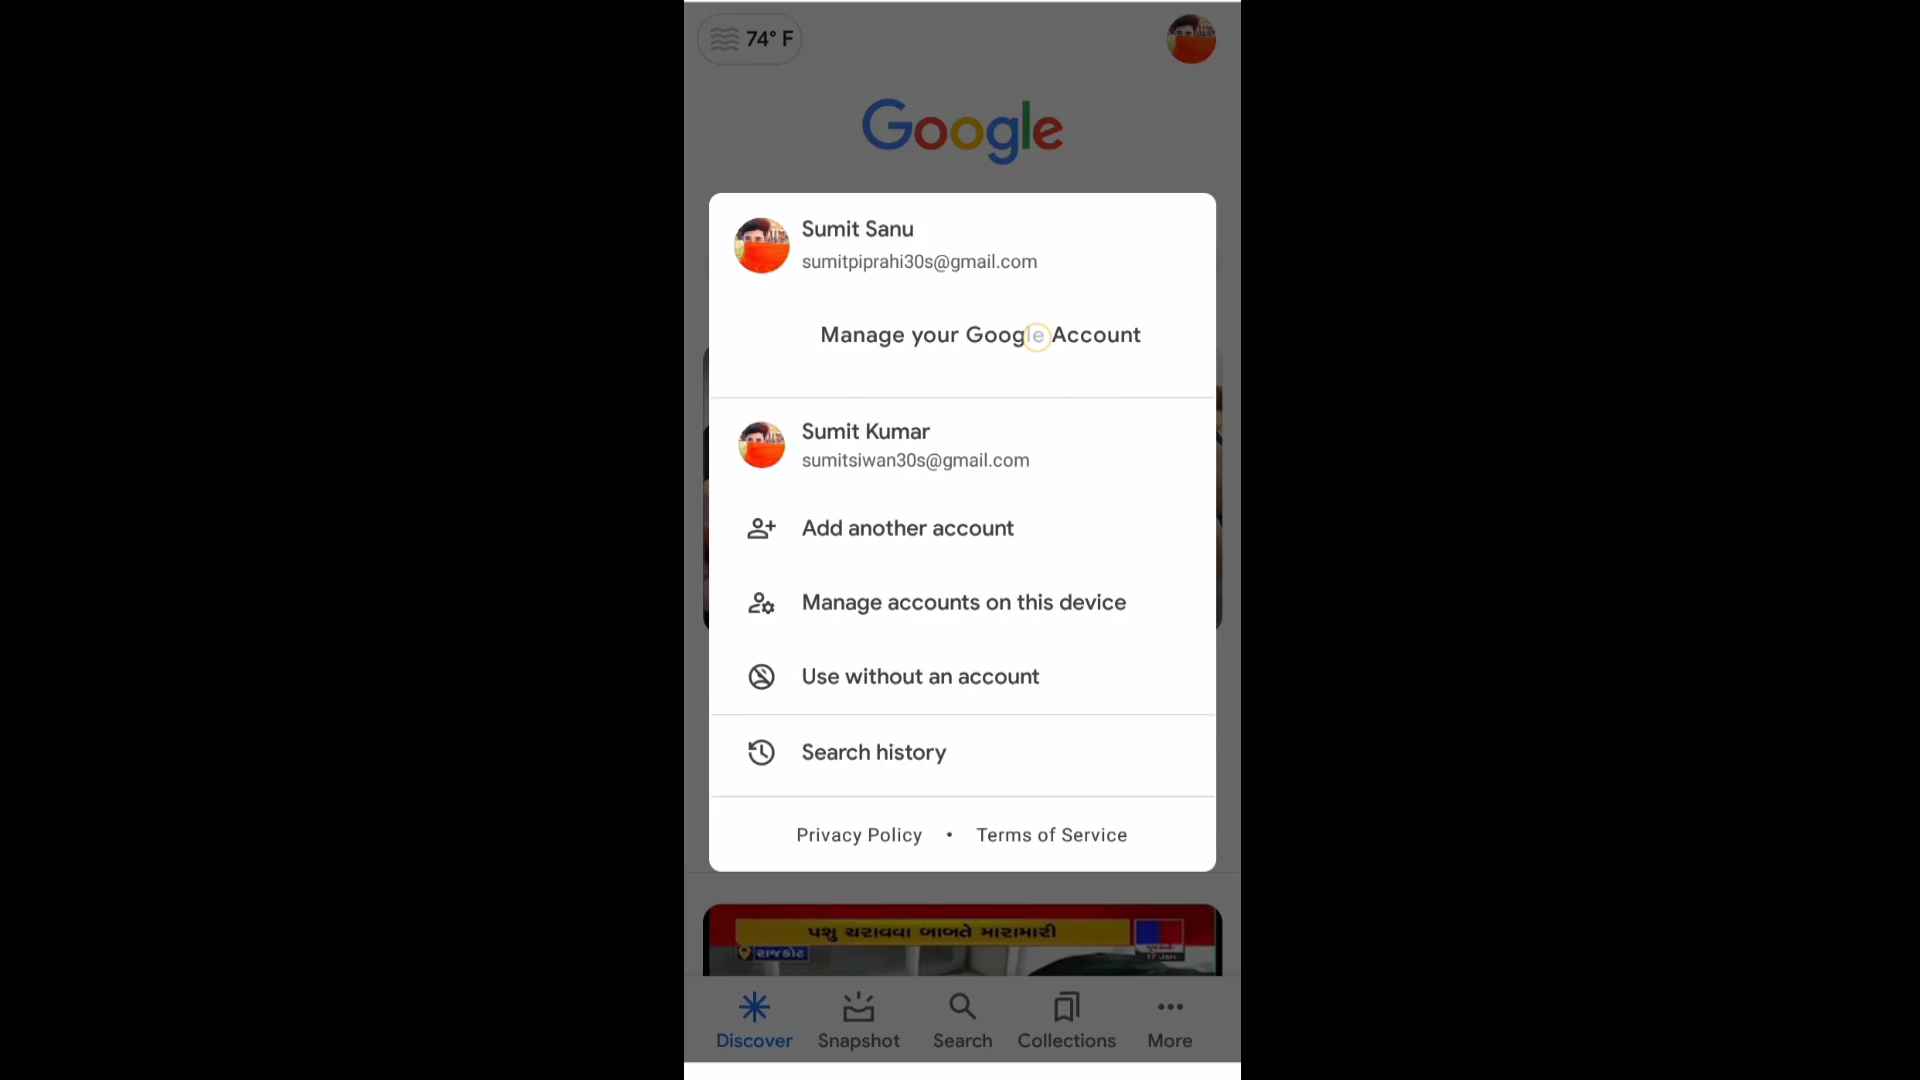 74° F
Google
Sumit Sanu
sumitpiprahi30s@gmail.com
Manage your Google Account
Sumit Kumar
sumitsiwan30s@gmail.com
Add another account
Manage accounts on this device
Use without an account
Search history
Privacy Policy • Terms of Service
પશુ ચરાવવા બાબતે મારામારી
રાજકોટ
Discover Snapshot Search Collections More